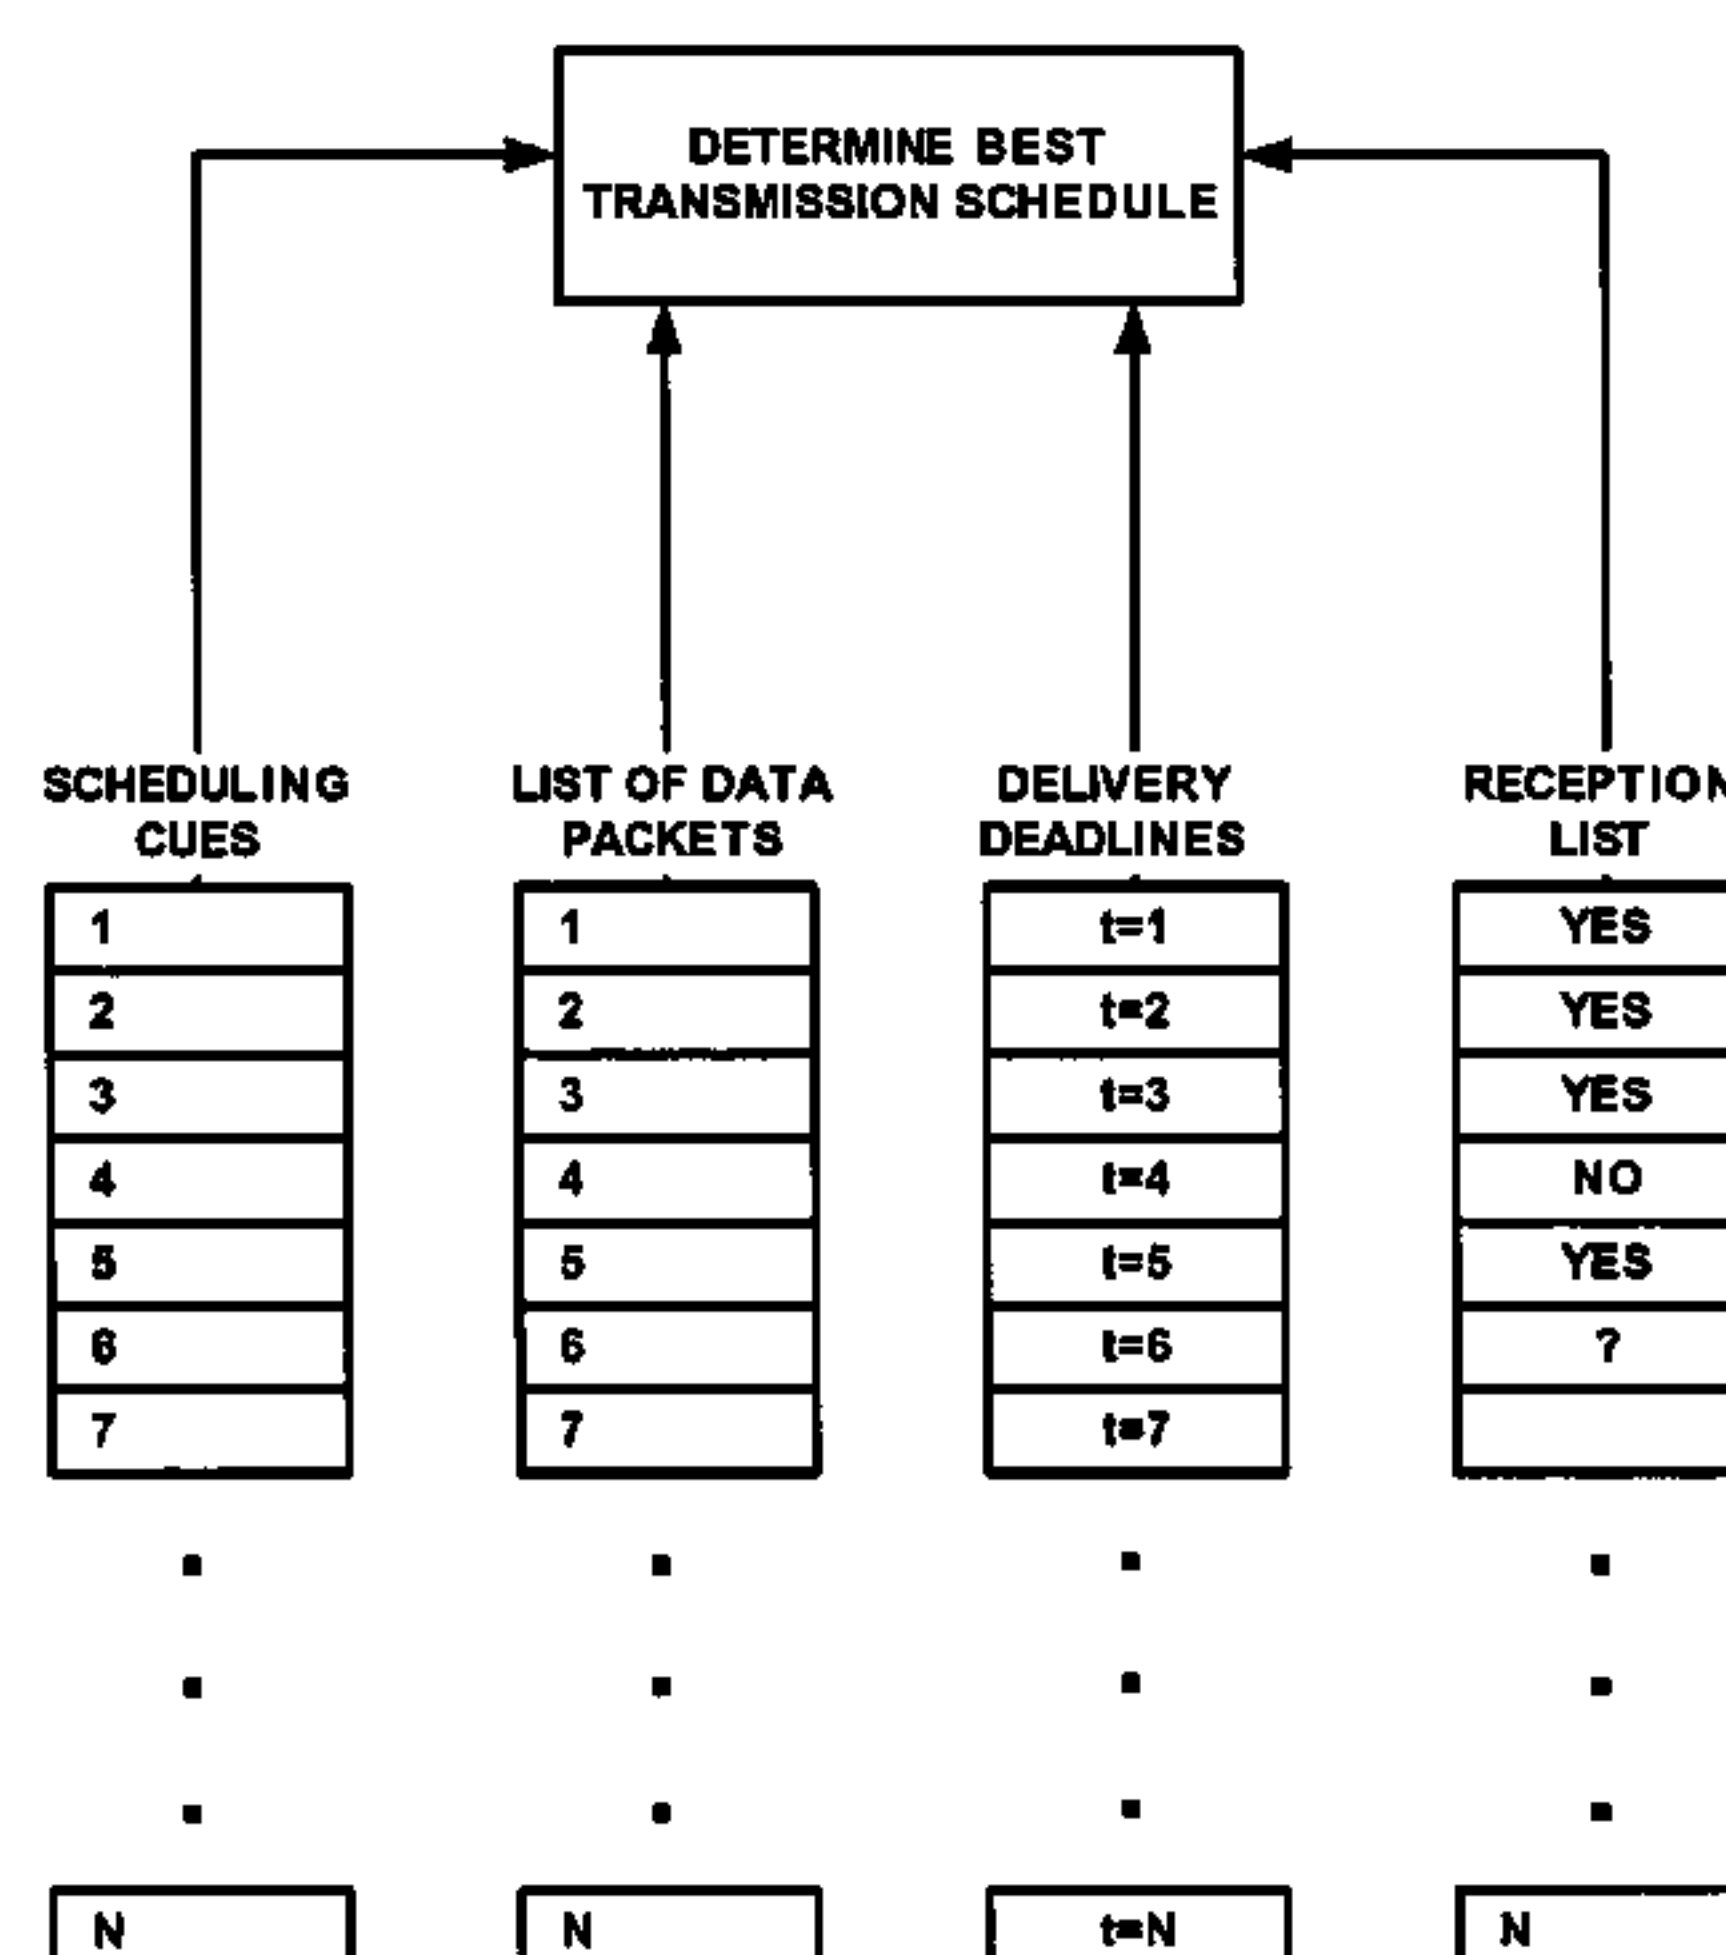 DETERMINE BEST
TRANSMISSION SCHEDULE
SCHEDULING
CUES
1
2
3
4
5
6
7
N
LIST OF DATA
PACKETS
1
2
3
4
5
6
7
N
DELIVERY
DEADLINES
t=1
t=2
t=3
t=4
t=5
t=6
t=7
t=N
RECEPTION
LIST
YES
YES
YES
NO
YES
?
N